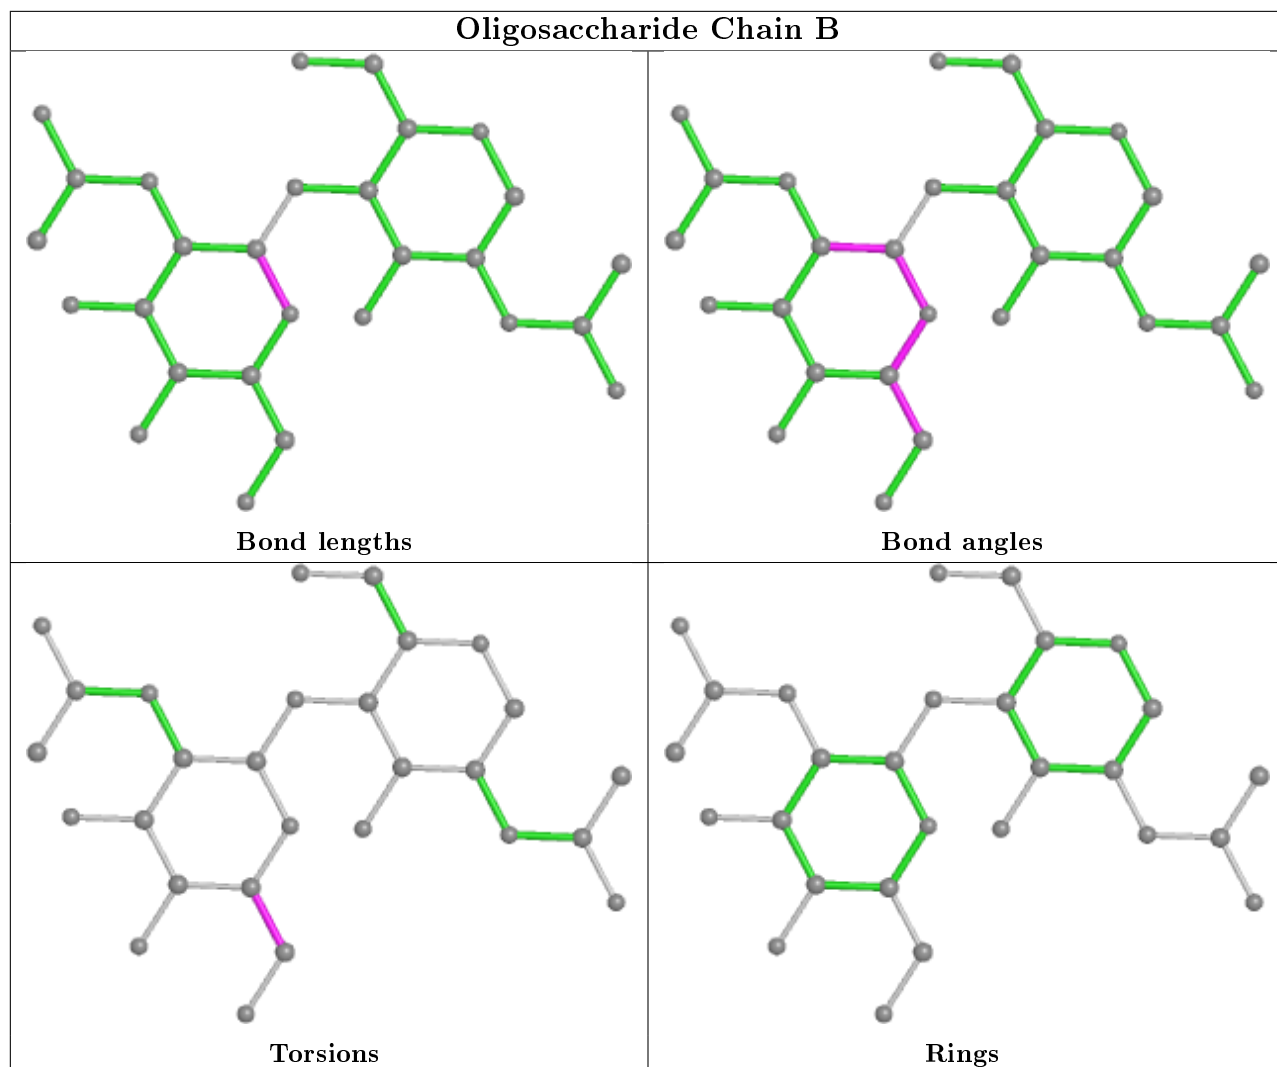 Oligosaccharide Chain B
Bond lengths
Bond angles
Torsions
Rings